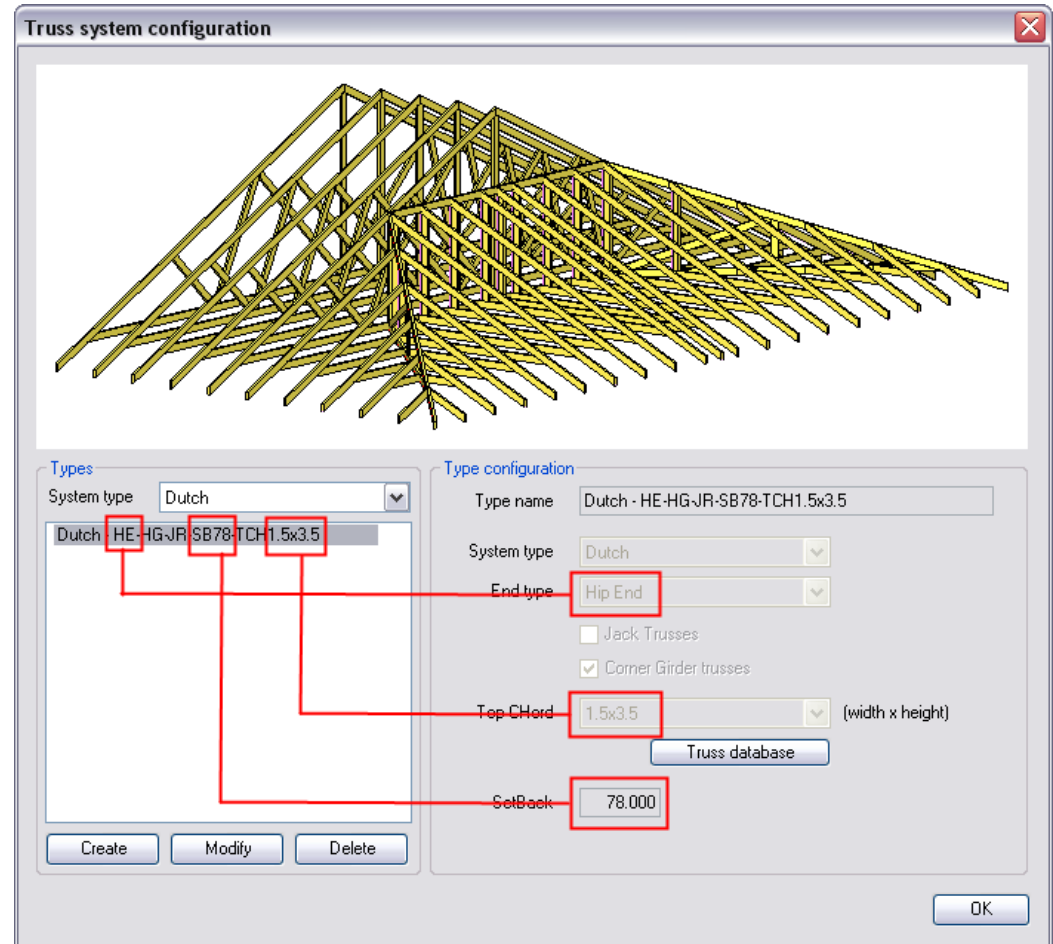 Truss system configuration
Types
System type Dutch
Dutch - HE-HG-JR-SB78-TCH1.5x3.5
Create Modify Delete
Type configuration
Type name Dutch - HE-HG-JR-SB78-TCH1.5x3.5
System type Dutch
End type Hip End
Jack Trusses
Corner Girder trusses
Top CHord 1.5x3.5 (width x height)
Truss database
SetBack 78.000
OK